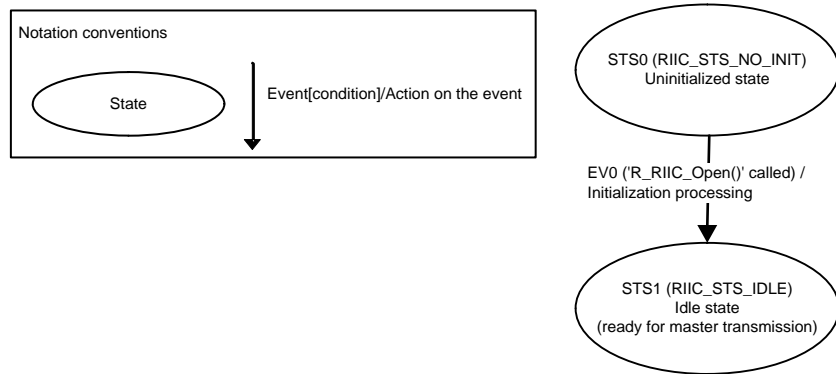 Notation conventions
State
Event[condition]/Action on the event
STS0 (RIIC_STS_NO_INIT)
Uninitialized state
EV0 ('R_RIIC_Open()' called) /
Initialization processing
STS1 (RIIC_STS_IDLE)
Idle state
(ready for master transmission)